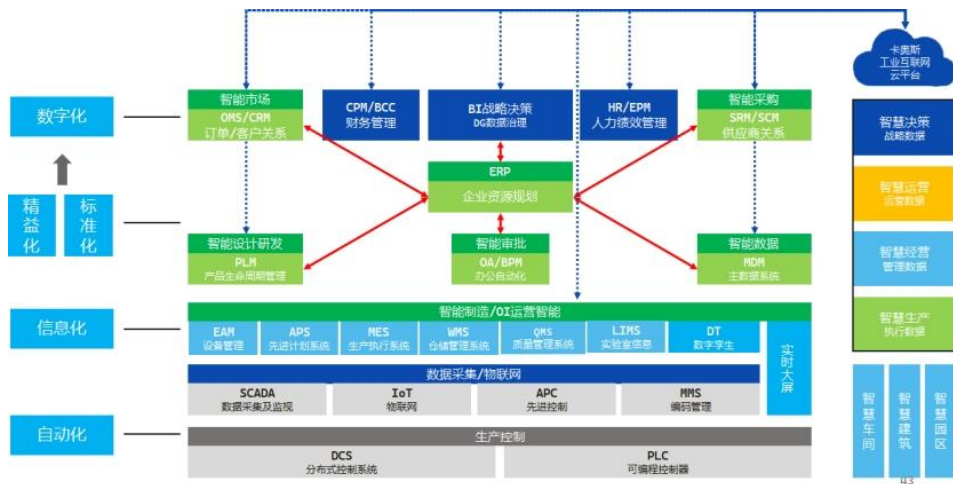 卡奥斯
工业互联网
云平台
数字化
智能市场
OMS/CRM
订单/客户关系
CPM/BCC
财务管理
BI战略决策
DG数据治理
HR/EPM
人力绩效管理
智能采购
SRM/SCM
供应商关系
智慧决策
战略数据
ERP
企业资源规划
智慧运营
运营数据
精益化
标准化
智能设计研发
PLM
产品生命周期管理
智能审批
OA/BPM
办公自动化
智能数据
MDM
主数据系统
智慧经营
管理数据
信息化
智能制造/OI运营智能
EAM
设备管理
APS
先进计划系统
MES
生产执行系统
WMS
仓储管理系统
QMS
质量管理系统
LIMS
实验室信息
DT
数字孪生
实时大屏
智慧生产
执行数据
数据采集/物联网
SCADA
数据采集及监视
IoT
物联网
APC
先进控制
MMS
编码管理
智慧车间
智慧建筑
智慧园区
自动化
生产控制
DCS
分布式控制系统
PLC
可编程控制器
43